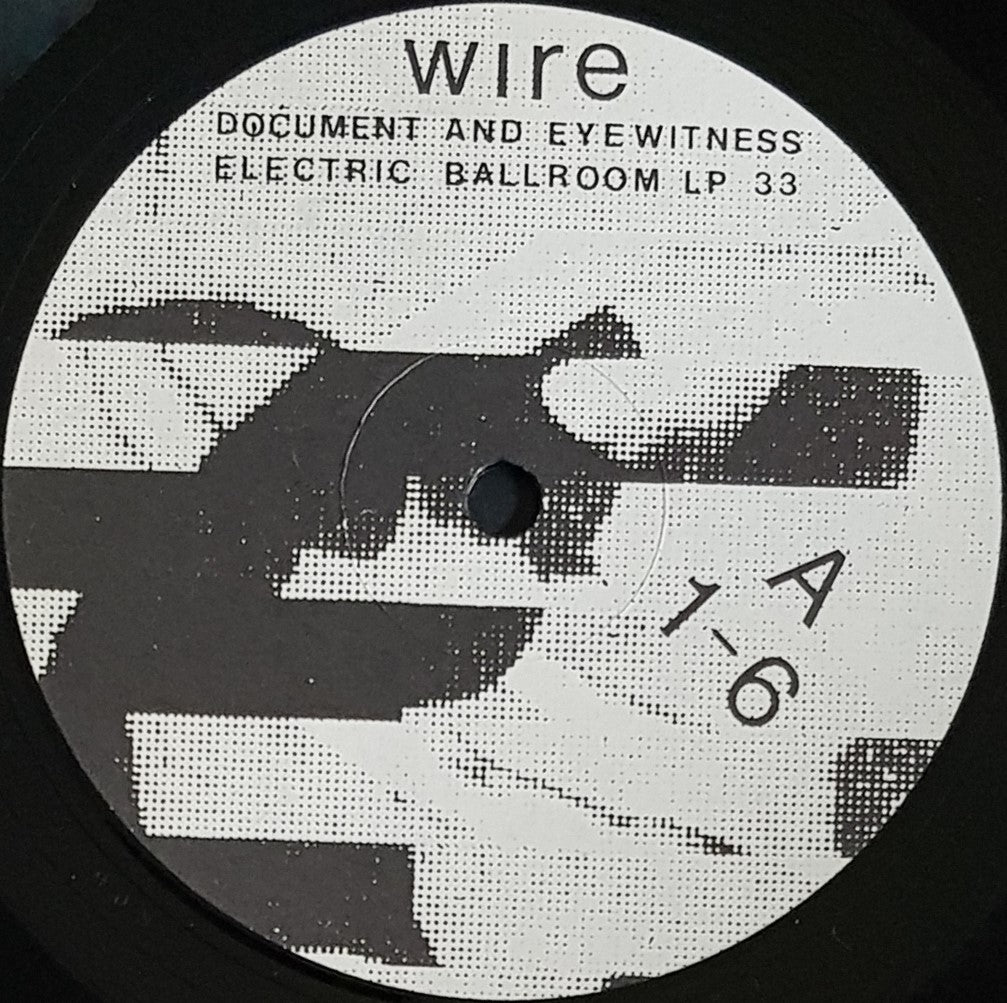 wire
DOCUMENT AND EYEWITNESS
ELECTRIC BALLROOM LP 33
A
1-6